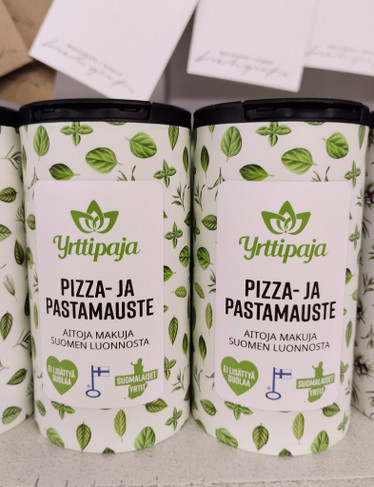 Yrttipaja
PIZZA- JA
PASTAMAUSTE
AITOJA MAKUJA
SUOMEN LUONNOSTA
EI LISÄTTYÄ
SUOLAA
SUOMALAISET
YRTIT
Yrttipaja
PIZZA- JA
PASTAMAUSTE
AITOJA MAKUJA
SUOMEN LUONNOSTA
EI LISÄTTYÄ
SUOLAA
SUOMALAISET
YRTIT